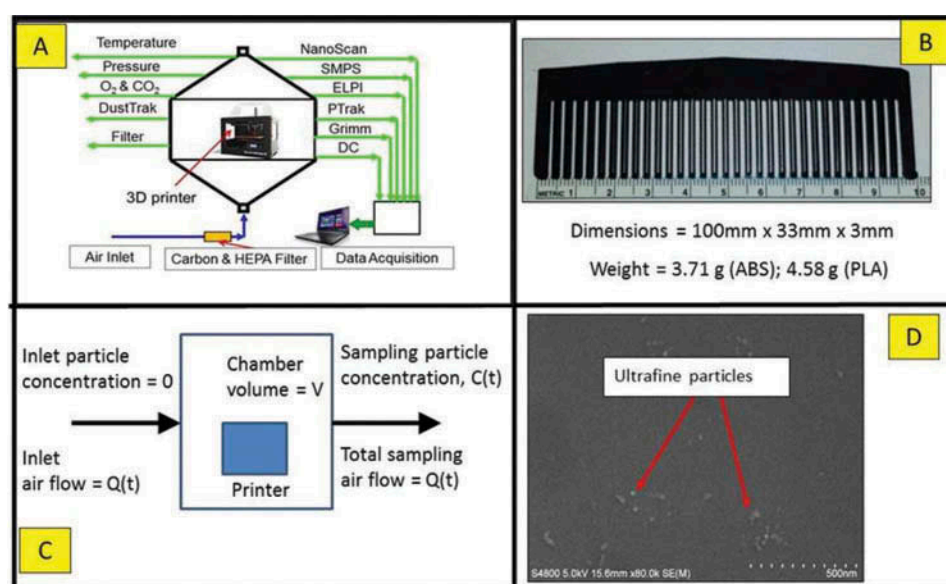 A
Temperature
Pressure
O₂ & CO₂
DustTrak
Filter
NanoScan
SMPS
ELPI
PTrak
Grimm
DC
3D printer
Air Inlet
Carbon & HEPA Filter
Data Acquisition
B
METRIC 1 2 3 4 5 6 7 8 9 10
Dimensions = 100mm x 33mm x 3mm
Weight = 3.71 g (ABS); 4.58 g (PLA)
Inlet particle
concentration = 0
Inlet
air flow = Q(t)
Chamber
volume = V
Printer
Sampling particle
concentration, C(t)
Total sampling
air flow = Q(t)
C
D
Ultrafine particles
S4800 5.0kV 15.6mm x80.0k SE(M)
500nm